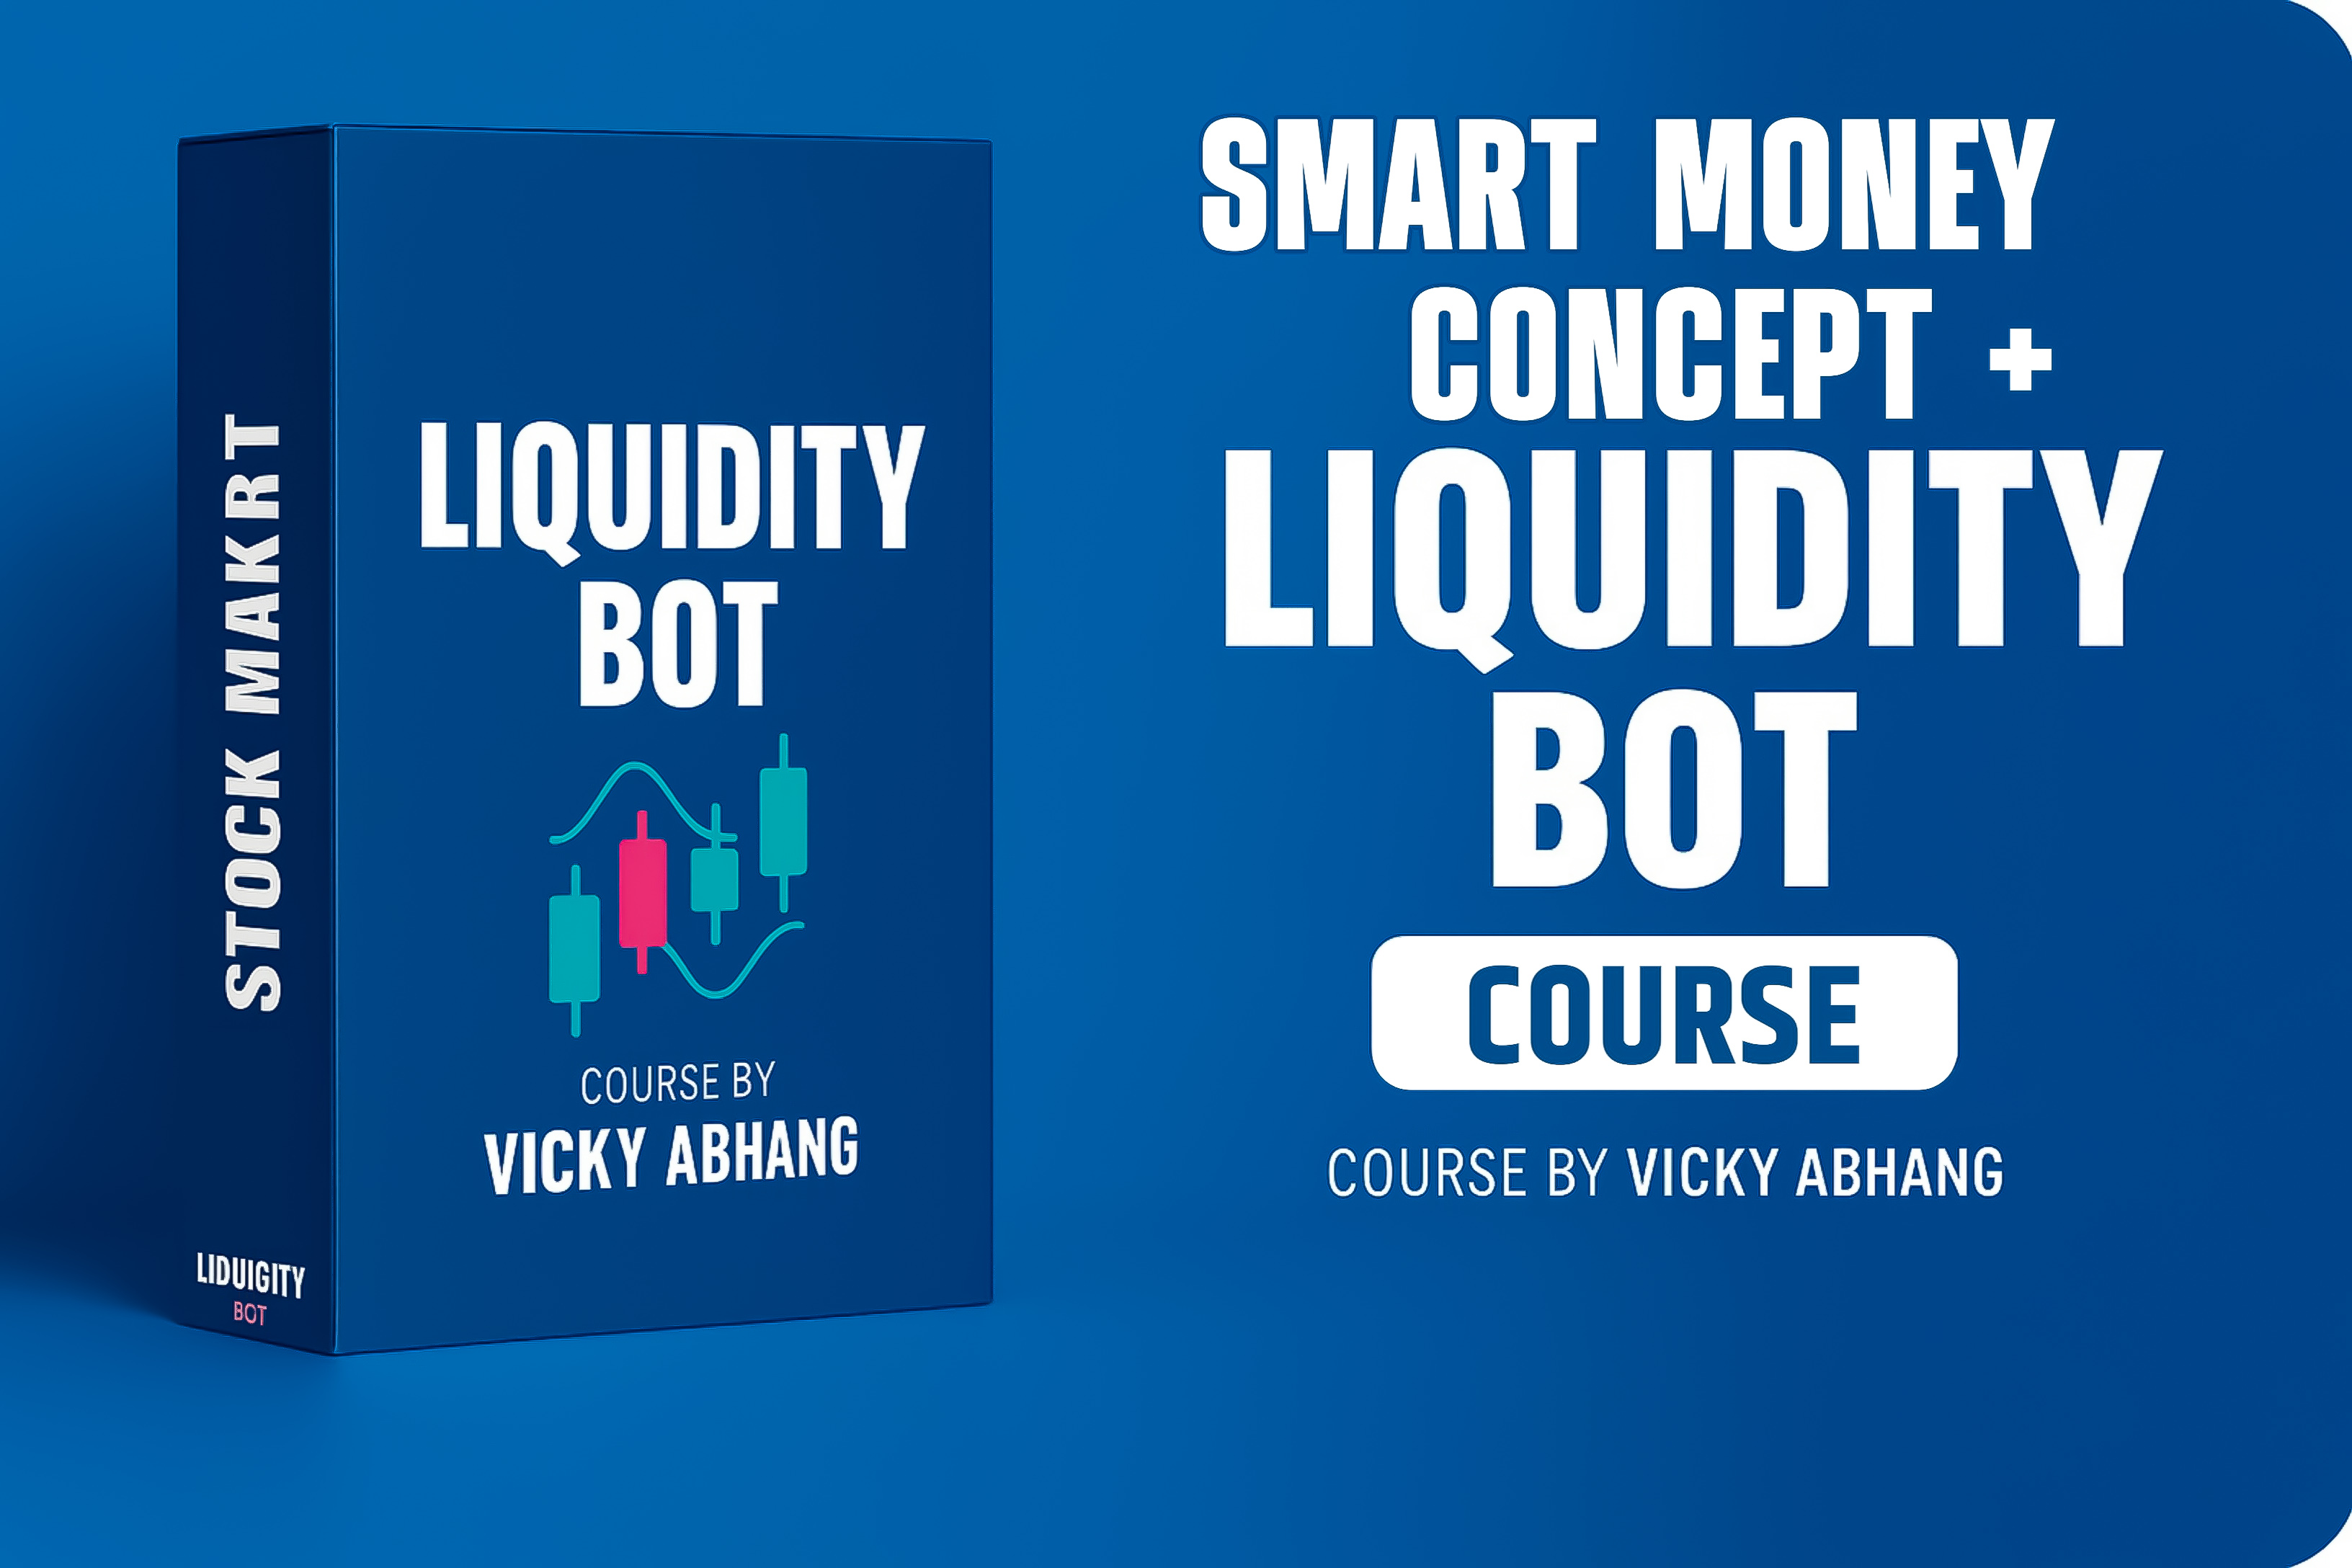 STOCK MAKRT
LIDUIGITY
BOT
LIQUIDITY
BOT
COURSE BY
VICKY ABHANG
SMART MONEY
CONCEPT +
LIQUIDITY
BOT
COURSE
COURSE BY VICKY ABHANG